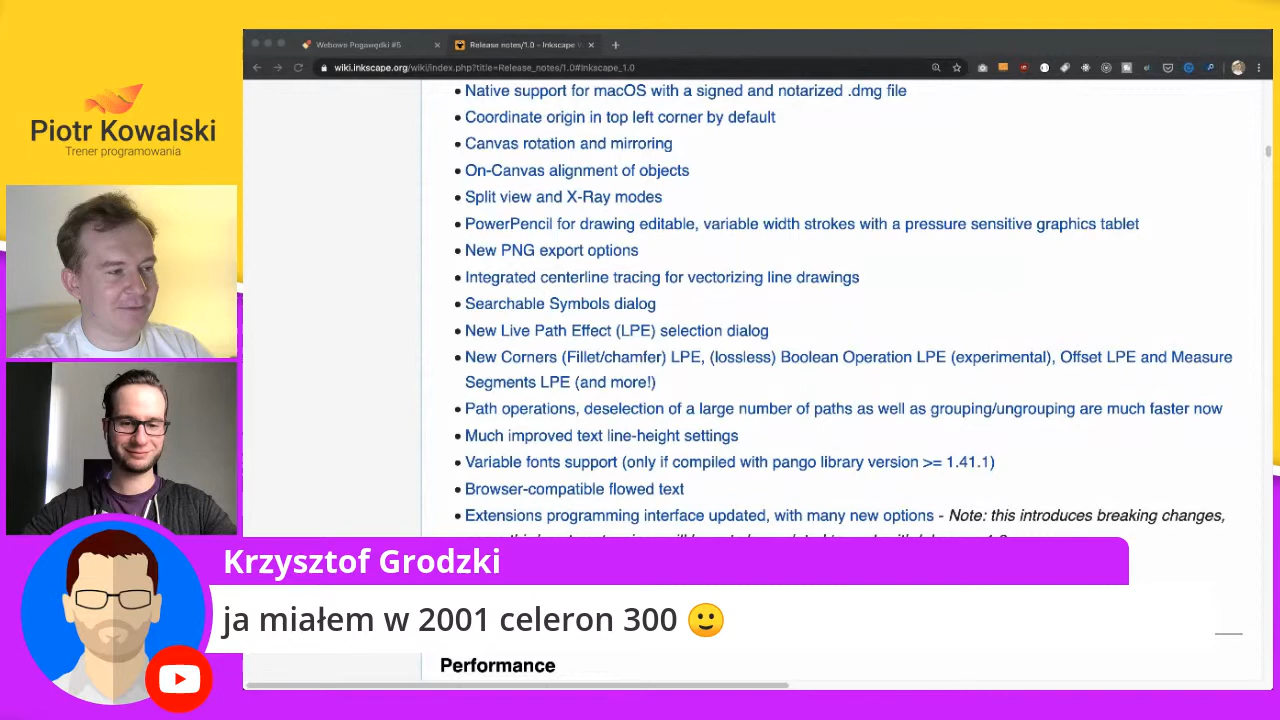 Piotr Kowalski
Trener programowania
Webowe Pogawędki #5
Release notes/1.0 - Inkscape
wiki.inkscape.org/wiki/index.php?title=Release_notes/1.0#Inkscape_1.0
Native support for macOS with a signed and notarized .dmg file
Coordinate origin in top left corner by default
Canvas rotation and mirroring
On-Canvas alignment of objects
Split view and X-Ray modes
PowerPencil for drawing editable, variable width strokes with a pressure sensitive graphics tablet
New PNG export options
Integrated centerline tracing for vectorizing line drawings
Searchable Symbols dialog
New Live Path Effect (LPE) selection dialog
New Corners (Fillet/chamfer) LPE, (lossless) Boolean Operation LPE (experimental), Offset LPE and Measure
Segments LPE (and more!)
Path operations, deselection of a large number of paths as well as grouping/ungrouping are much faster now
Much improved text line-height settings
Variable fonts support (only if compiled with pango library version >= 1.41.1)
Browser-compatible flowed text
Extensions programming interface updated, with many new options - Note: this introduces breaking changes,
Krzysztof Grodzki
ja miałem w 2001 celeron 300 🙂
Performance